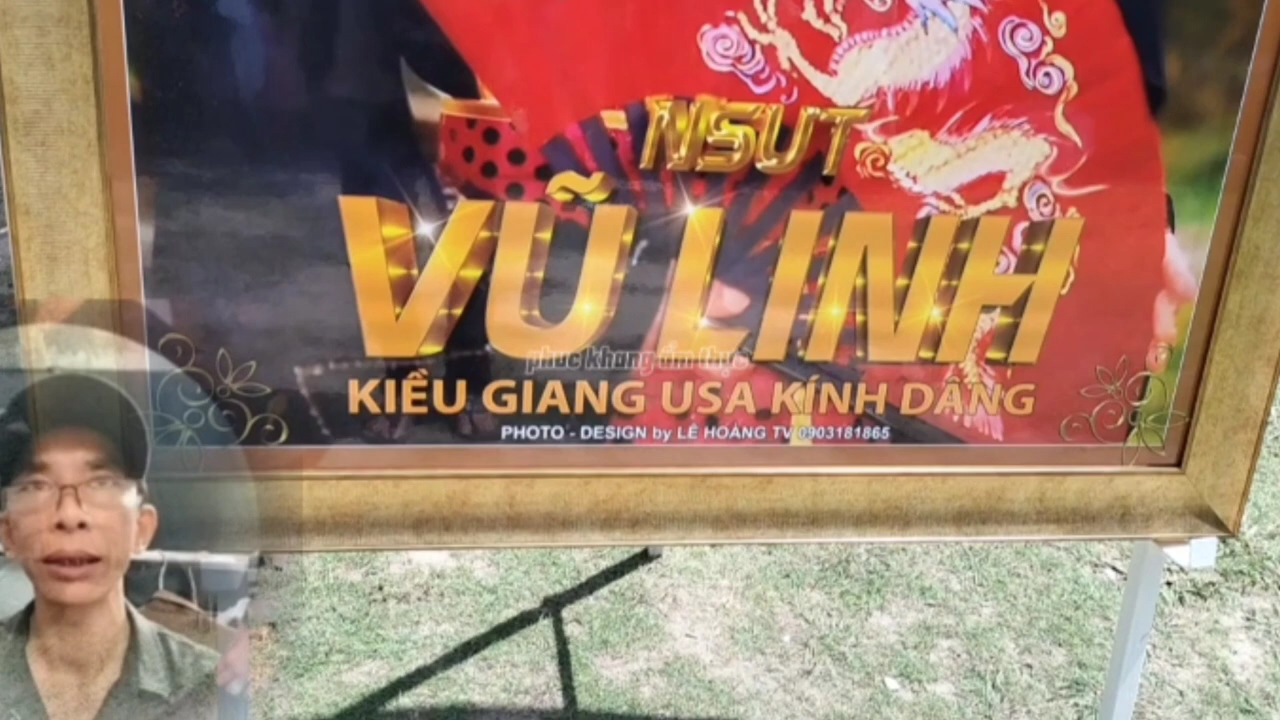 NSUT
VŨ LINH
phuc khang ẩm thực
KIỀU GIANG USA KÍNH DÂNG
PHOTO - DESIGN by LÊ HOÀNG TV 0903181865